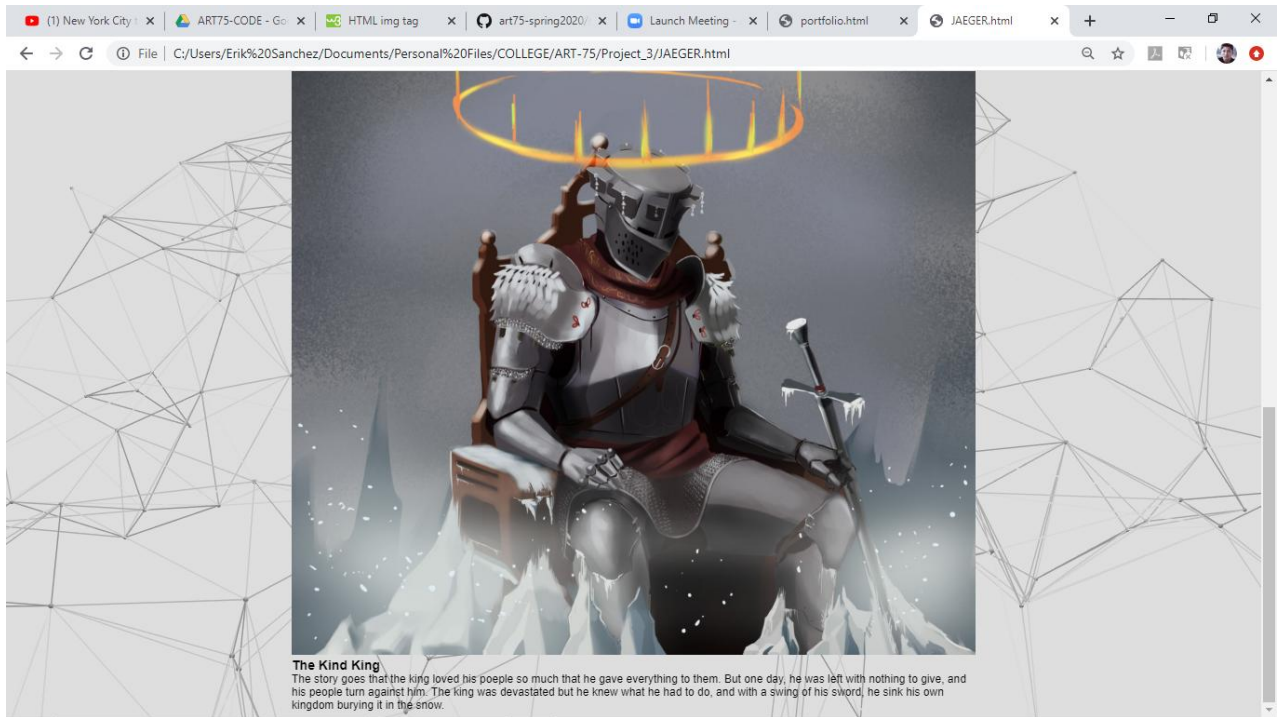 (1) New York City t
ART75-CODE - Go
HTML img tag
art75-spring2020/
Launch Meeting -
portfolio.html
JAEGER.html
File | C:/Users/Erik%20Sanchez/Documents/Personal%20Files/COLLEGE/ART-75/Project_3/JAEGER.html
The Kind King
The story goes that the king loved his poeple so much that he gave everything to them. But one day, he was left with nothing to give, and
his people turn against him. The king was devastated but he knew what he had to do, and with a swing of his sword, he sink his own
kingdom burying it in the snow.